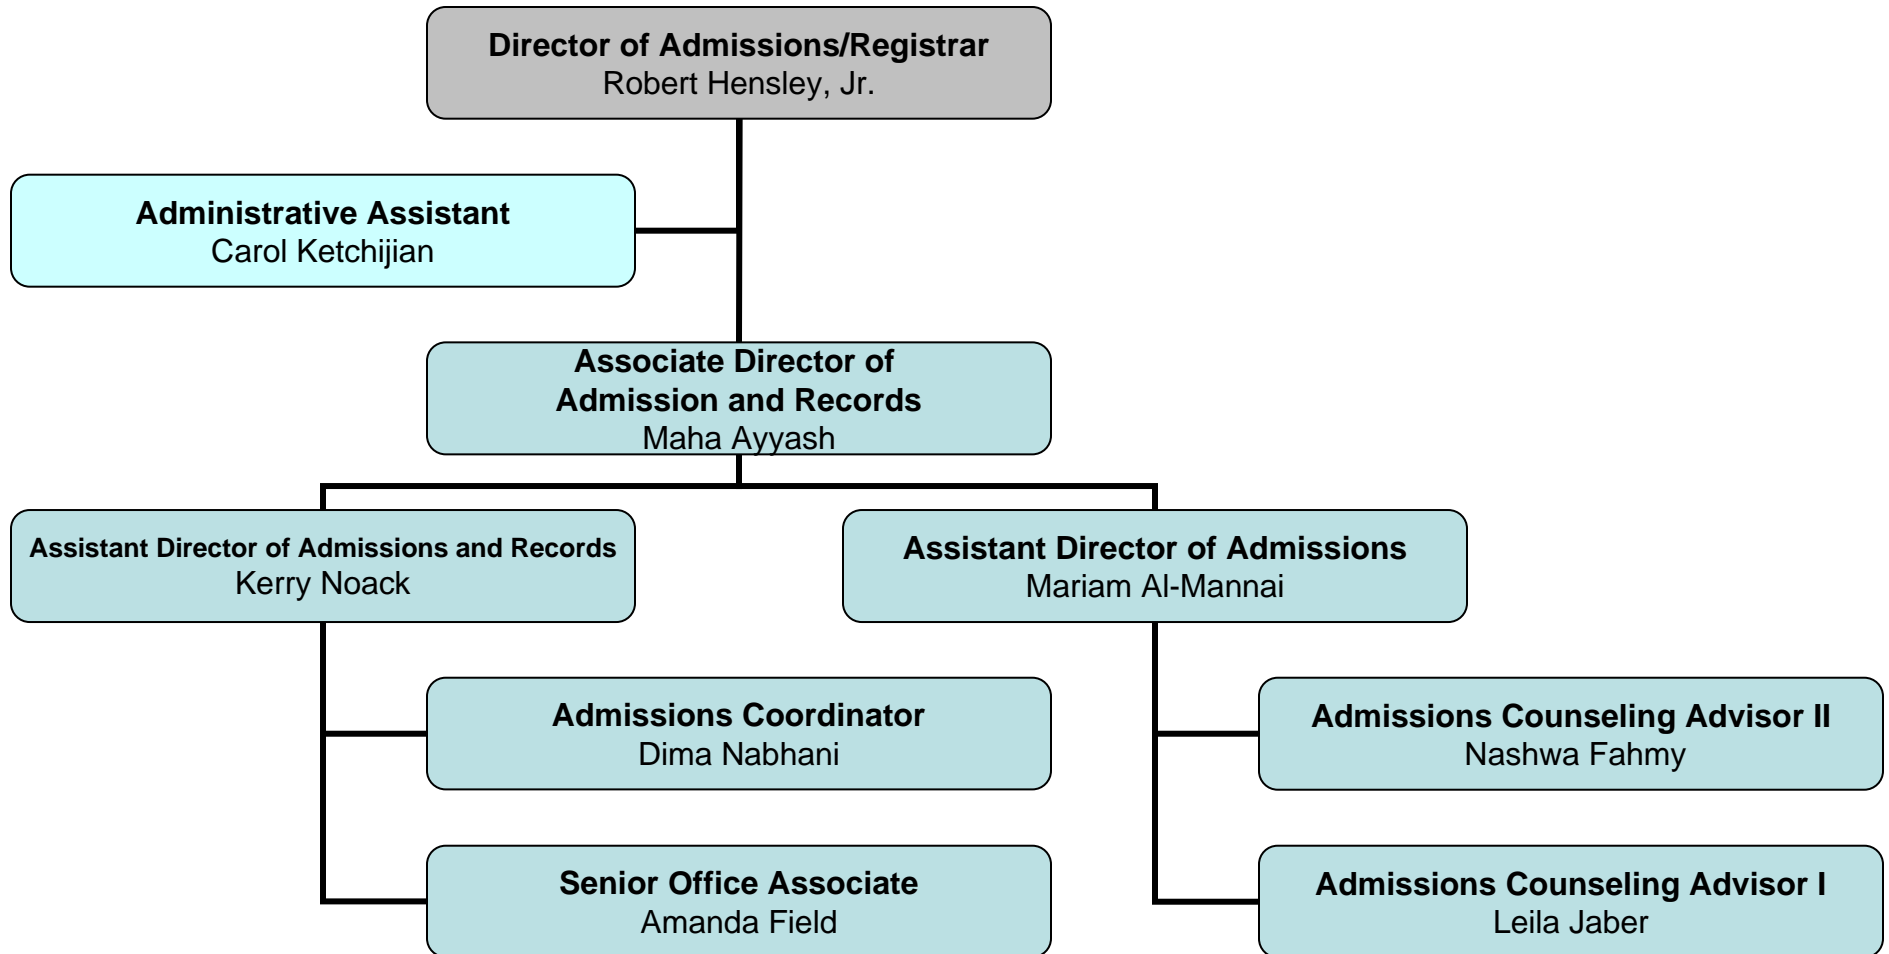 Director of Admissions/Registrar
Robert Hensley, Jr.
Administrative Assistant
Carol Ketchijian
Associate Director of
Admission and Records
Maha Ayyash
Assistant Director of Admissions and Records
Kerry Noack
Assistant Director of Admissions
Mariam Al-Mannai
Admissions Coordinator
Dima Nabhani
Admissions Counseling Advisor II
Nashwa Fahmy
Senior Office Associate
Amanda Field
Admissions Counseling Advisor I
Leila Jaber